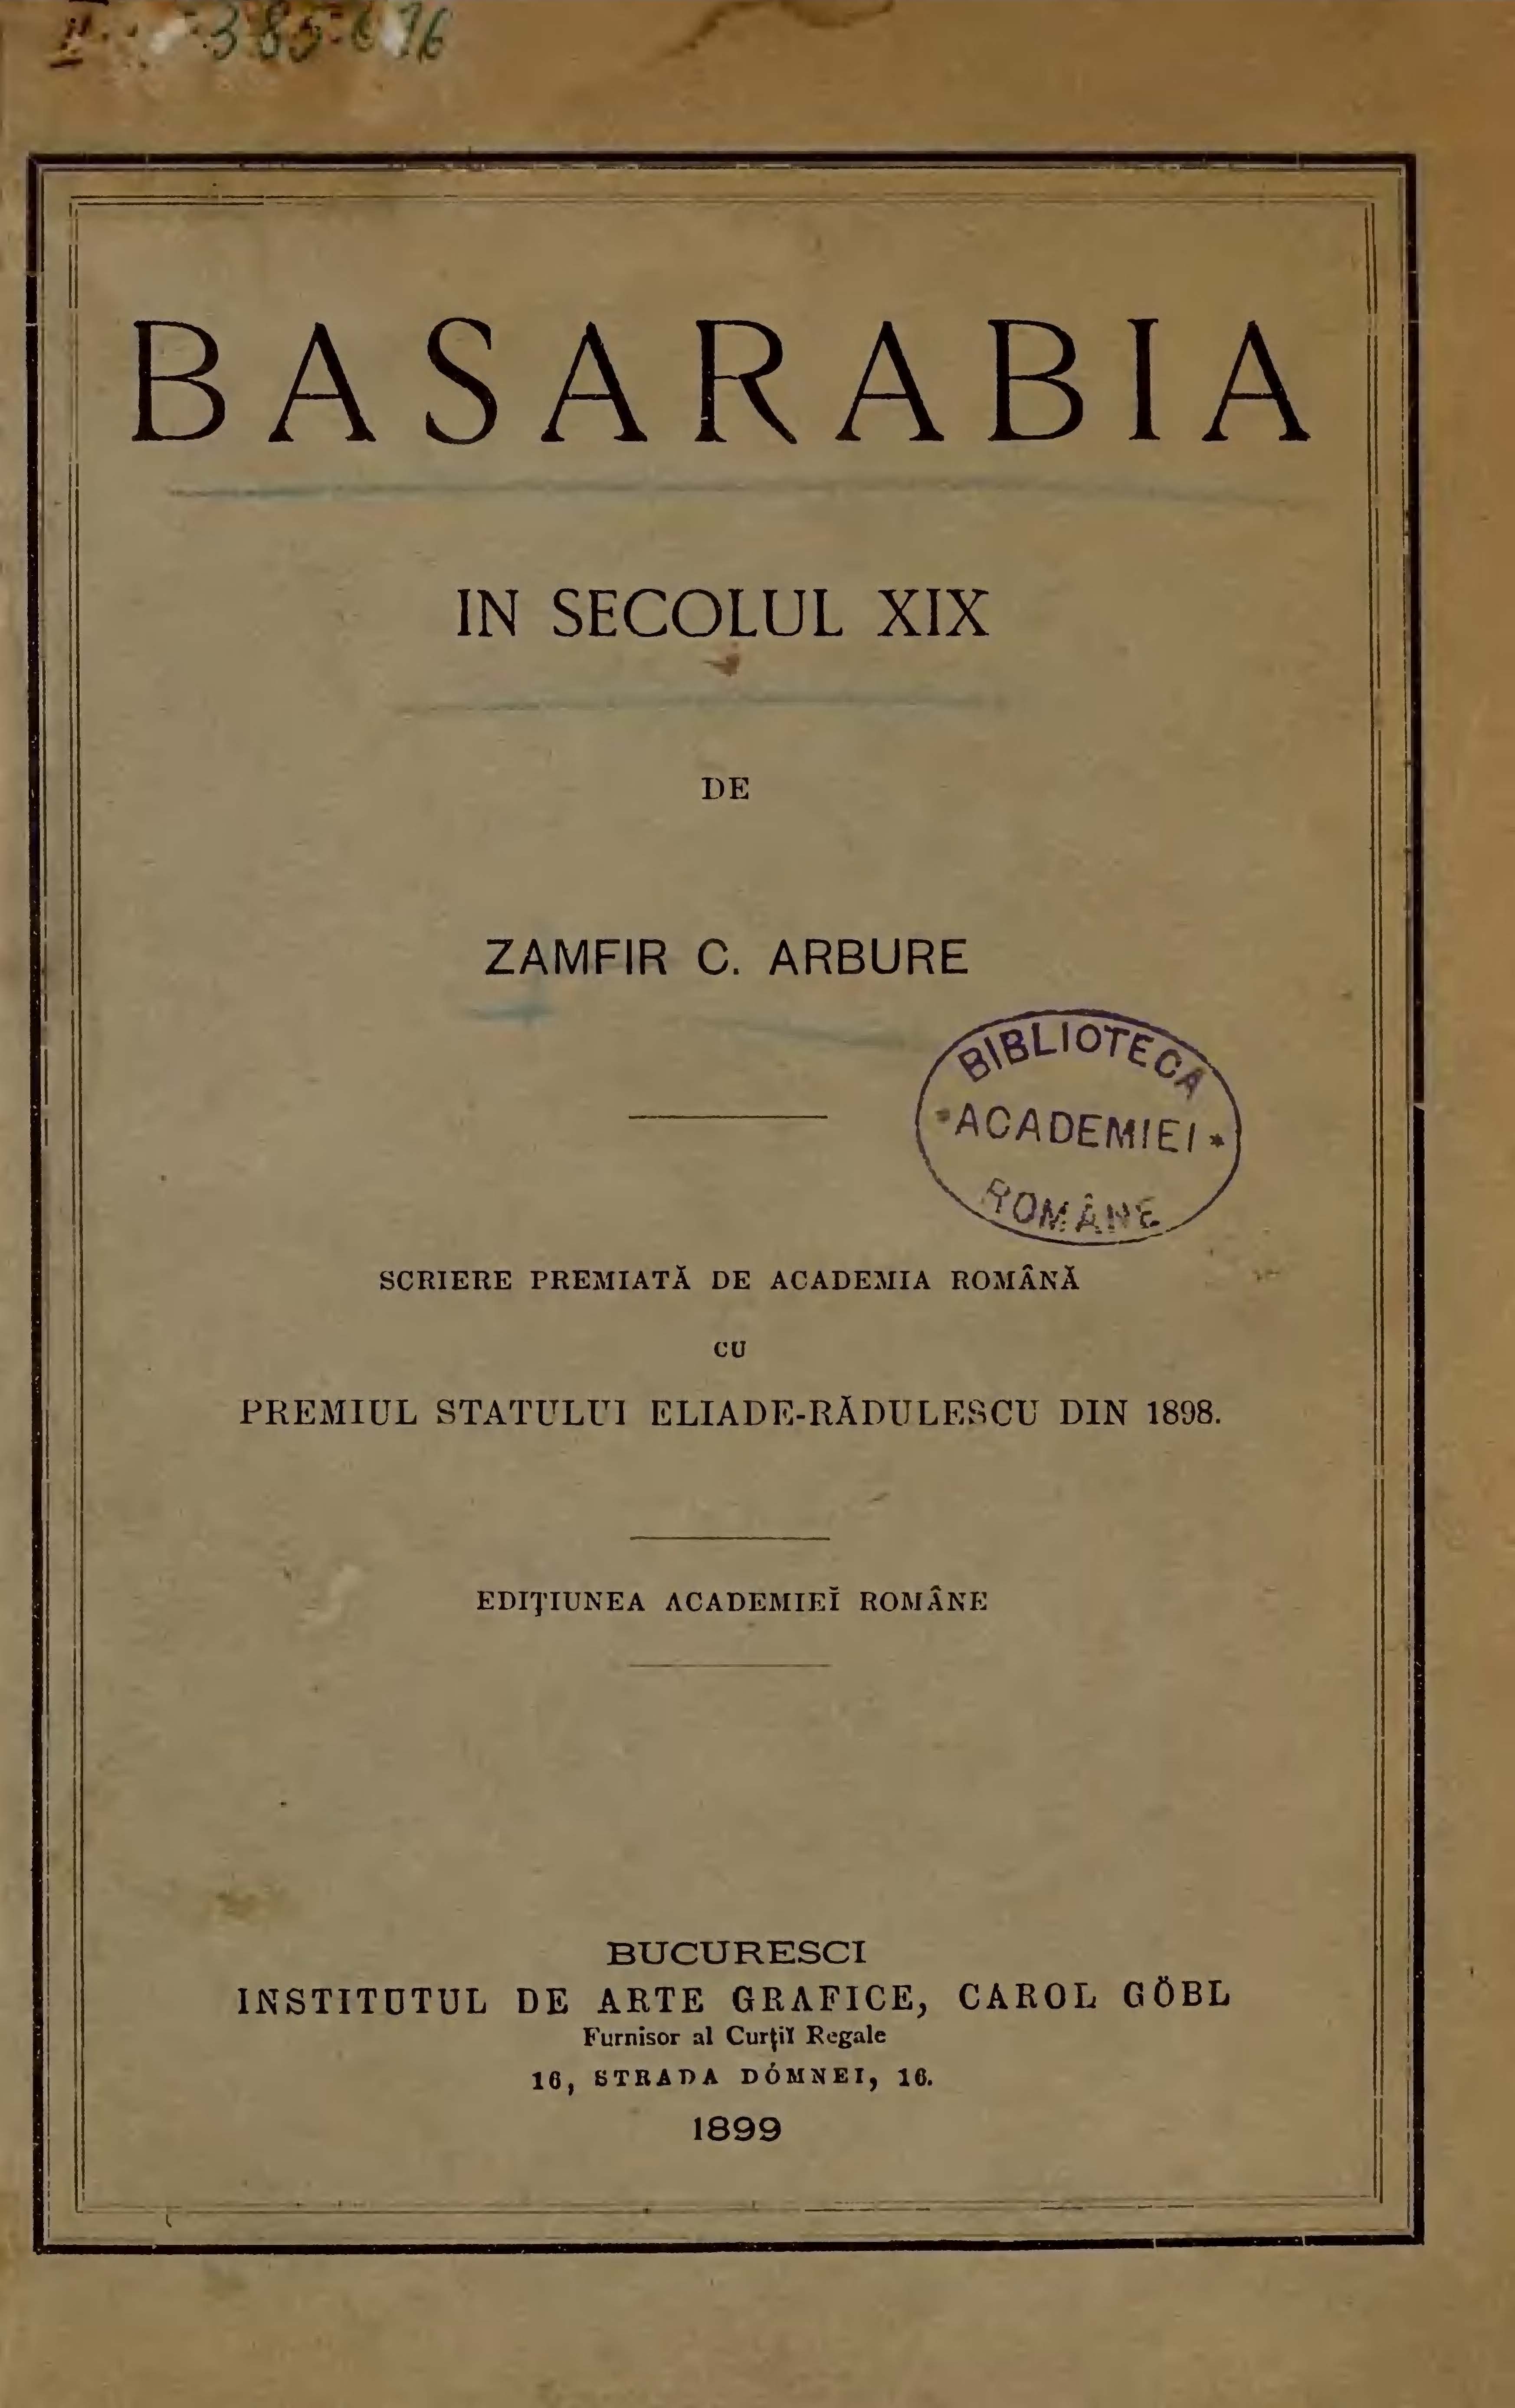 BASARABIA
IN SECOLUL XIX
DE
ZAMFIR C. ARBURE
BIBLIOTECA
*ACADEMIEI*
ROMÂNE
SCRIERE PREMIATĂ DE ACADEMIA ROMÂNĂ
CU
PREMIUL STATULUI ELIADE-RĂDULESCU DIN 1898.
EDIŢIUNEA ACADEMIEĬ ROMÂNE
BUCURESCI
INSTITUTUL DE ARTE GRAFICE, CAROL GÖBL
Furnisor al Curţiĭ Regale
16, STRADA DÓMNEI, 16.
1899